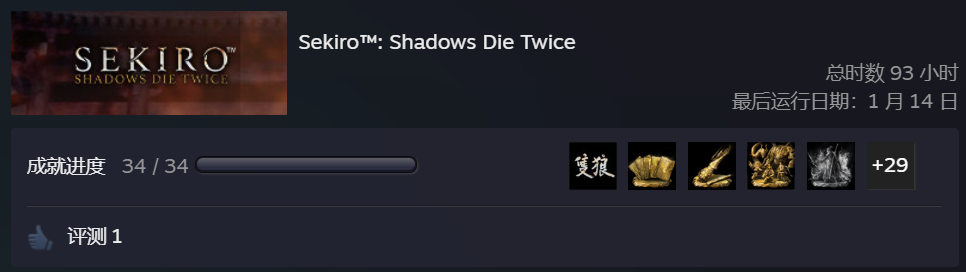 SEKIRO™
SHADOWS DIE TWICE
Sekiro™: Shadows Die Twice
总时数 93 小时
最后运行日期：1 月 14 日
成就进度 34 / 34
隻狼
+29
评测 1